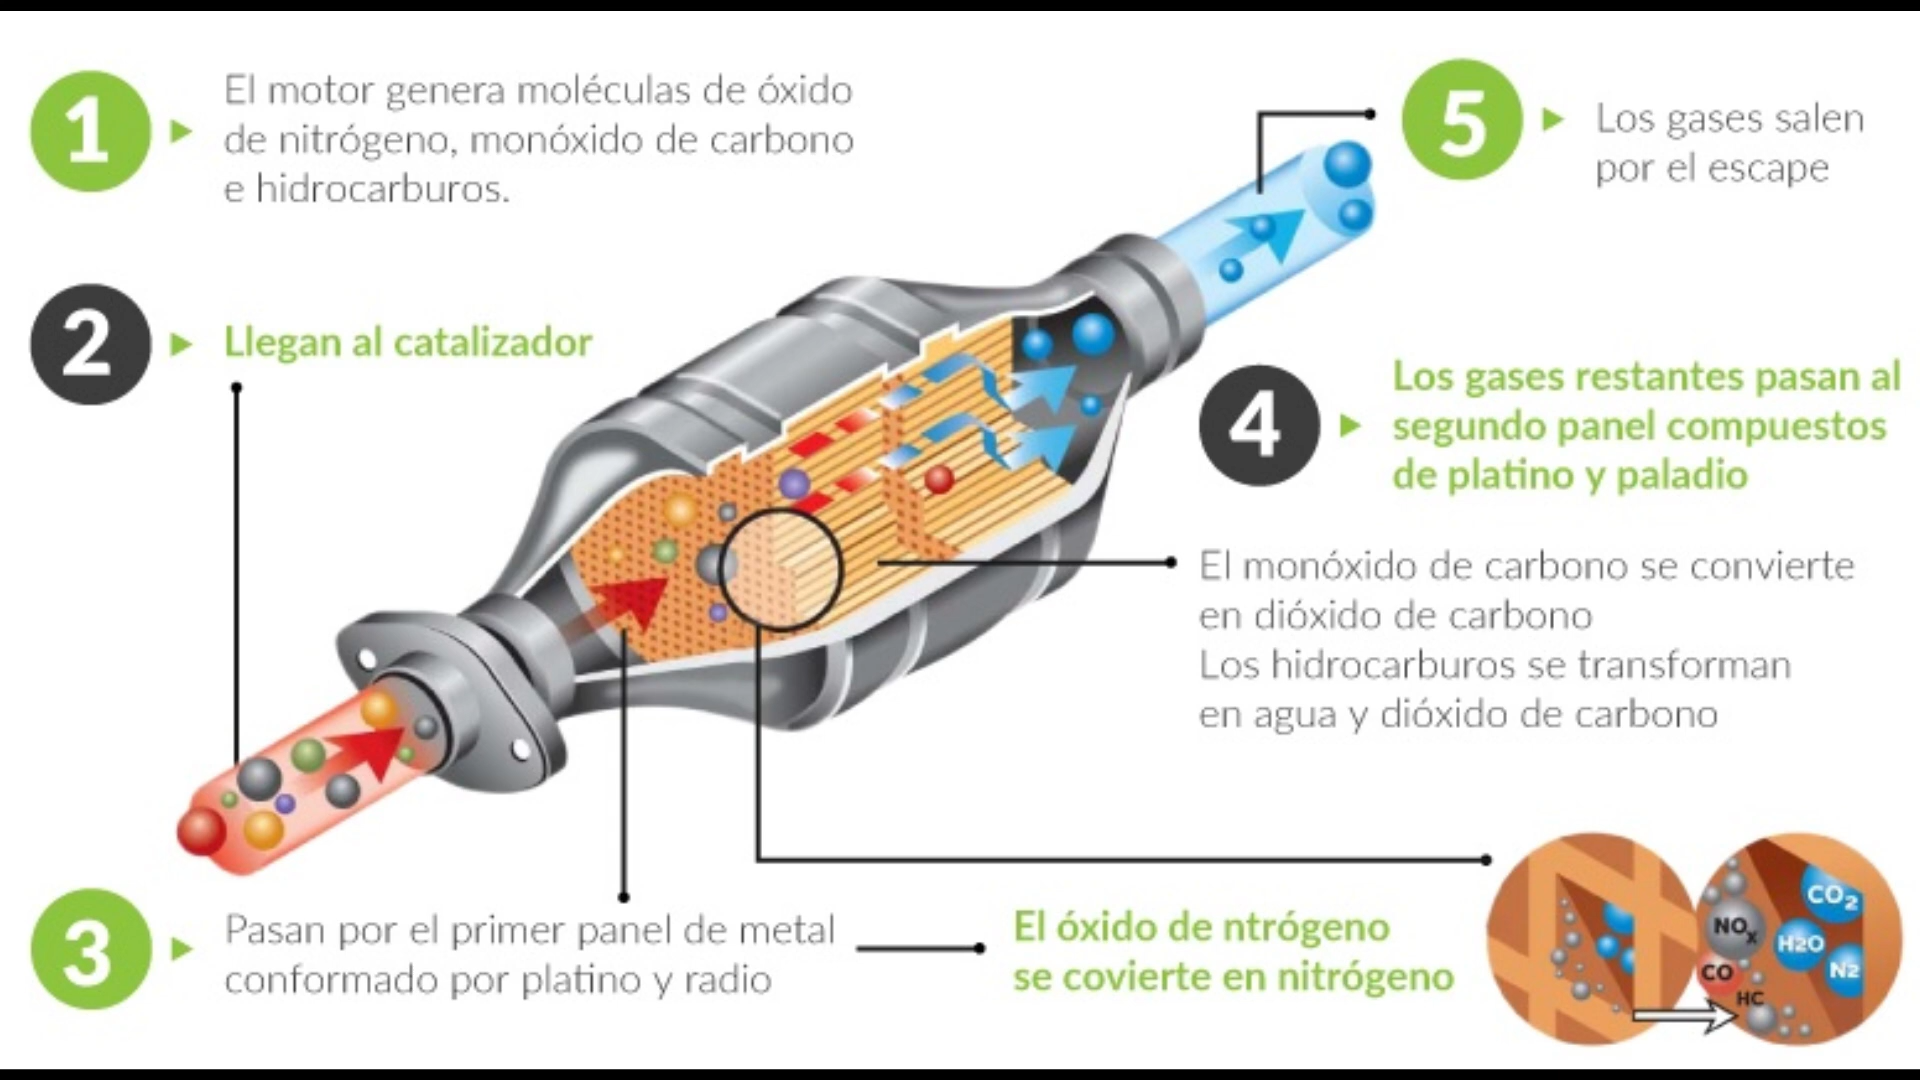 1
El motor genera moléculas de óxido
de nitrógeno, monóxido de carbono
e hidrocarburos.
2
Llegan al catalizador
3
Pasan por el primer panel de metal
conformado por platino y radio
El óxido de ntrógeno
se covierte en nitrógeno
4
Los gases restantes pasan al
segundo panel compuestos
de platino y paladio
El monóxido de carbono se convierte
en dióxido de carbono
Los hidrocarburos se transforman
en agua y dióxido de carbono
5
Los gases salen
por el escape
CO2
NOx
H2O
CO
N2
HC